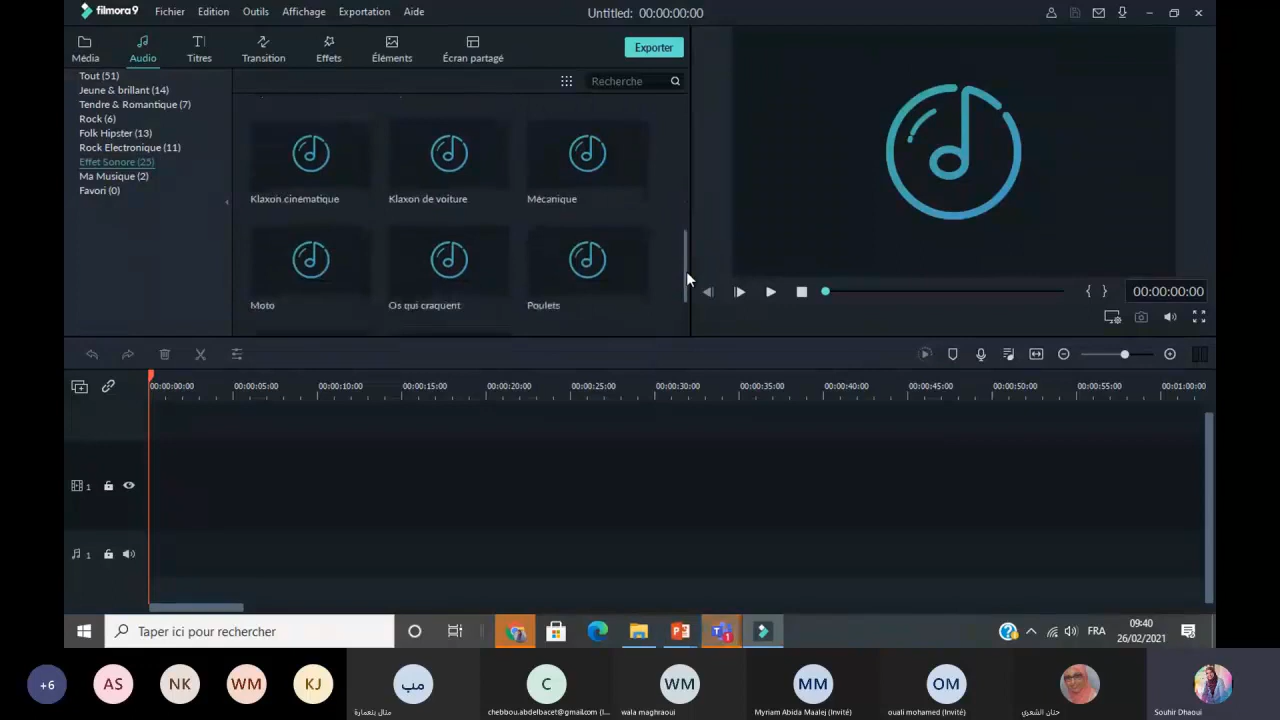 filmora9 Fichier Edition Outils Affichage Exportation Aide Untitled: 00:00:00:00
Média Audio Titres Transition Effets Éléments Écran partagé Exporter
Tout (51)
Jeune & brillant (14)
Tendre & Romantique (7)
Rock (6)
Folk Hipster (13)
Rock Electronique (11)
Effet Sonore (25)
Ma Musique (2)
Favori (0)
Recherche
Klaxon cinématique Klaxon de voiture Mécanique
Moto Os qui craquent Poulets
{ } 00:00:00:00
00:00:00:00 00:00:05:00 00:00:10:00 00:00:15:00 00:00:20:00 00:00:25:00 00:00:30:00 00:00:35:00 00:00:40:00 00:00:45:00 00:00:50:00 00:00:55:00 00:01:00:00
1
1
Taper ici pour rechercher
1
FRA
09:40
26/02/2021
+6 AS NK WM KJ مب C WM MM OM
منال بنعمارة chebbou.abdelbacet@gmail.com (I... wala maghraoui Myriam Abida Maalej (Invité) ouali mohamed (Invité) حنان الشعري Souhir Dhaoui